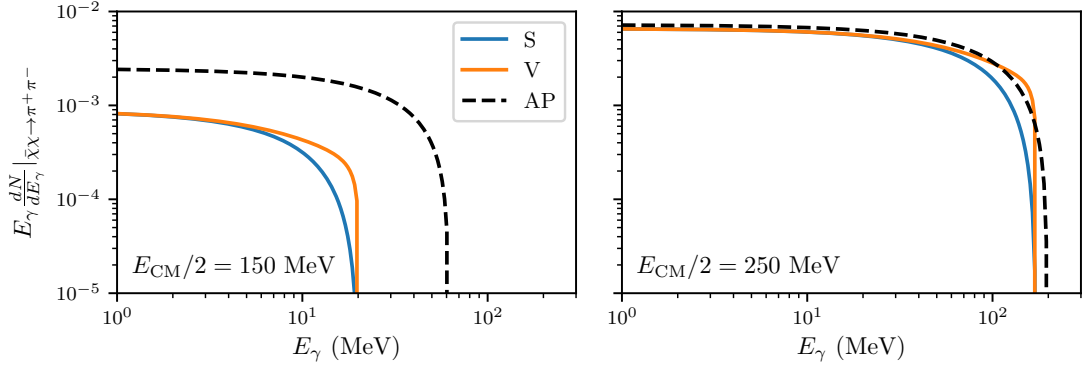 E_γ dN/dE_γ |_χ̄χ→π⁺π⁻
10⁻²
10⁻³
10⁻⁴
10⁻⁵
S
V
AP
E_CM/2 = 150 MeV
10⁰ 10¹ 10²
E_γ (MeV)
E_CM/2 = 250 MeV
10⁰ 10¹ 10²
E_γ (MeV)